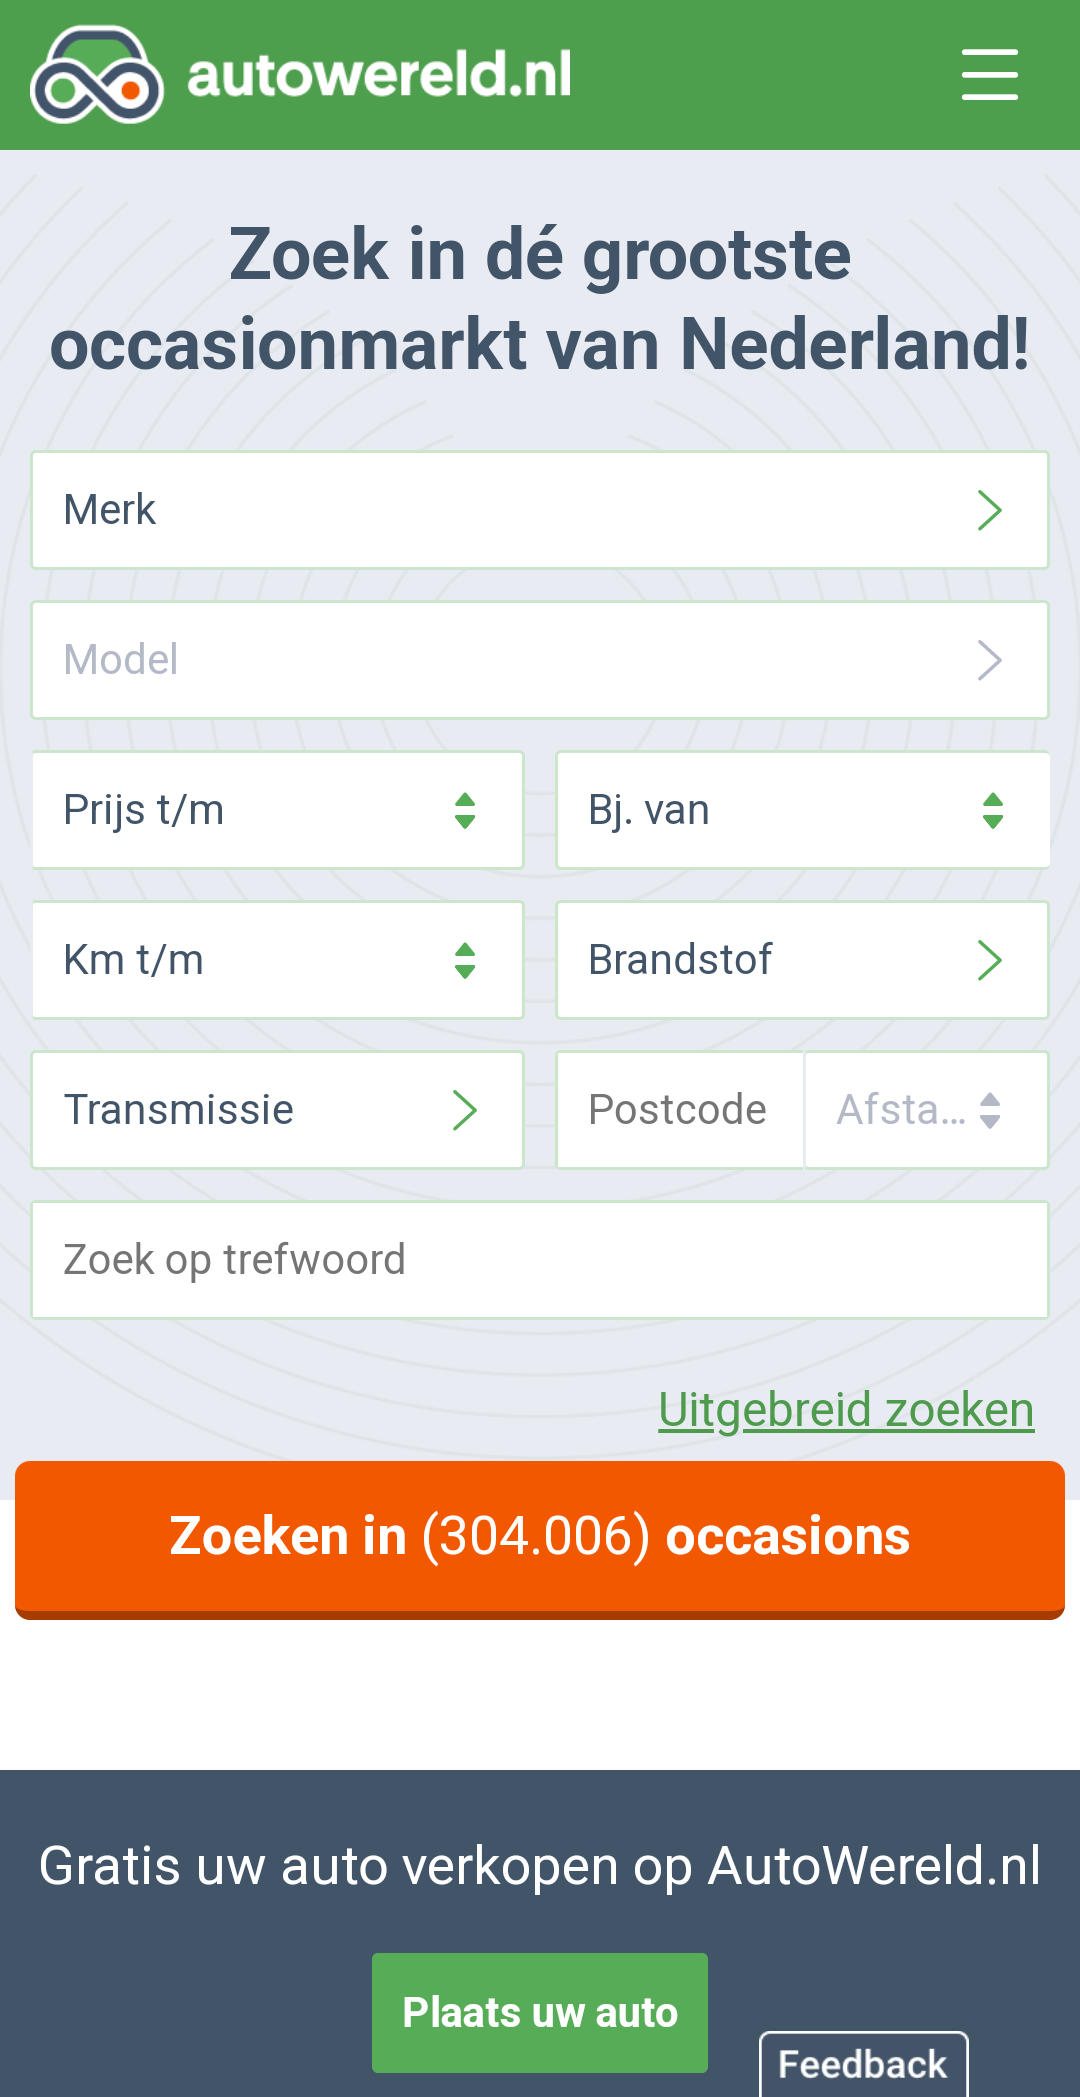 autowereld.nl
Zoek in dé grootste
occasionmarkt van Nederland!
Merk
Model
Prijs t/m
Bj. van
Km t/m
Brandstof
Transmissie
Postcode
Afsta...
Zoek op trefwoord
Uitgebreid zoeken
Zoeken in (304.006) occasions
Gratis uw auto verkopen op AutoWereld.nl
Plaats uw auto
Feedback